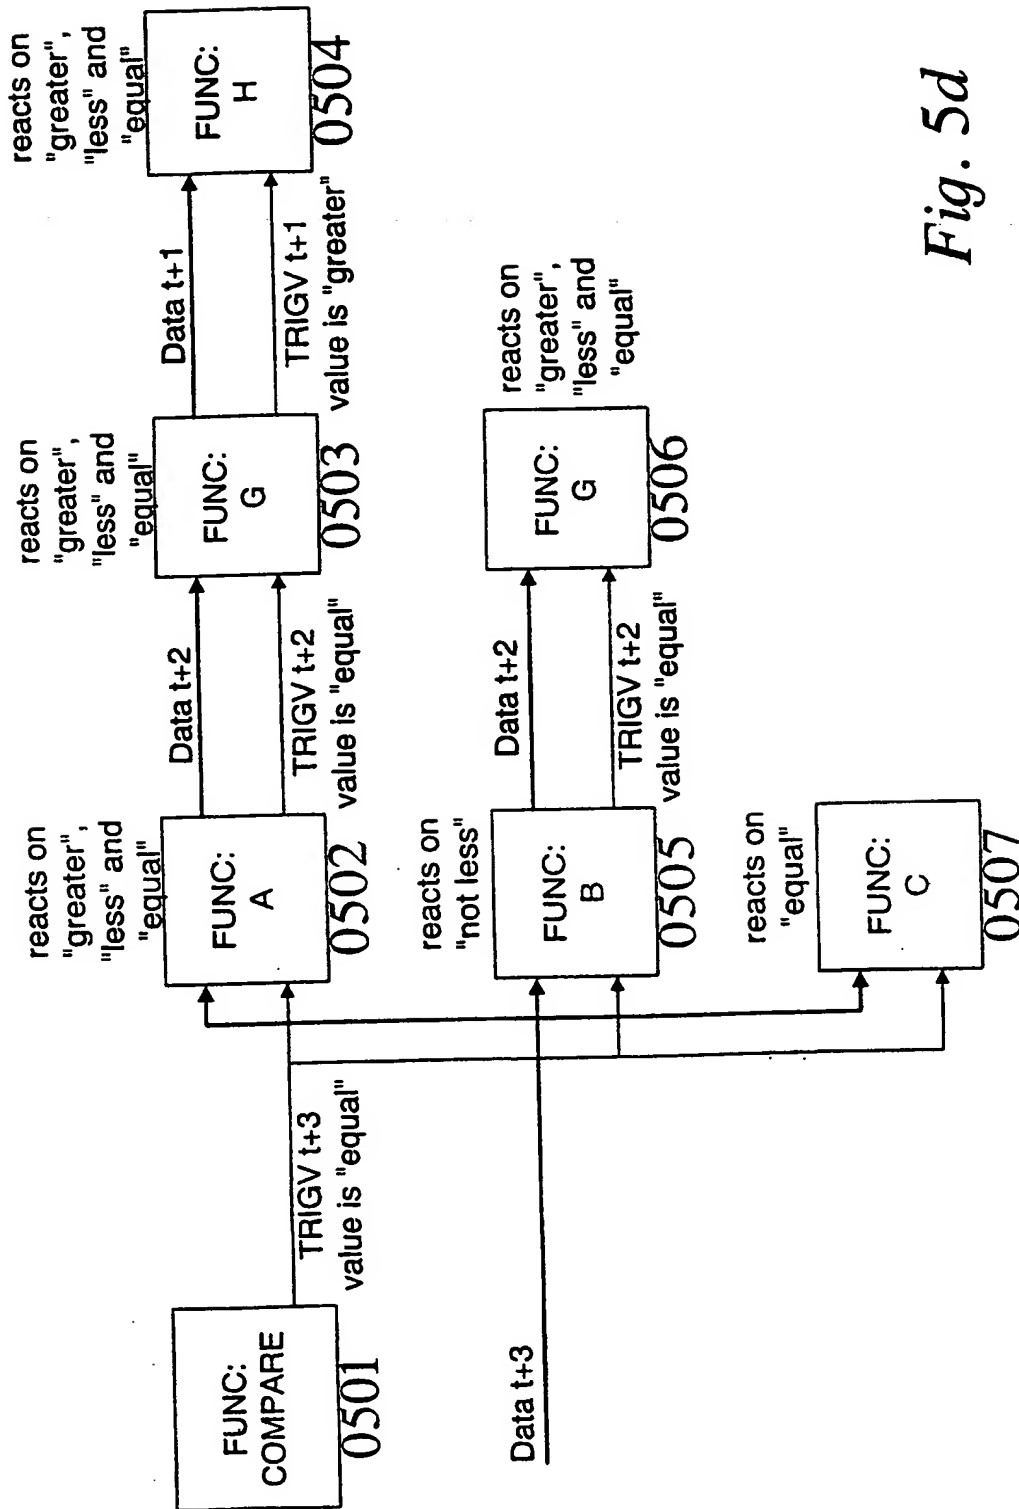 FUNC:
COMPARE
0501
TRIGV t+3
value is "equal"
Data t+3
reacts on
"greater",
"less" and
"equal"
FUNC:
A
0502
Data t+2
TRIGV t+2
value is "equal"
reacts on
"greater",
"less" and
"equal"
FUNC:
G
0503
Data t+1
TRIGV t+1
value is "greater"
reacts on
"greater",
"less" and
"equal"
FUNC:
H
0504
reacts on
"not less"
FUNC:
B
0505
Data t+2
TRIGV t+2
value is "equal"
reacts on
"greater",
"less" and
"equal"
FUNC:
G
0506
reacts on
"equal"
FUNC:
C
0507
Fig. 5d